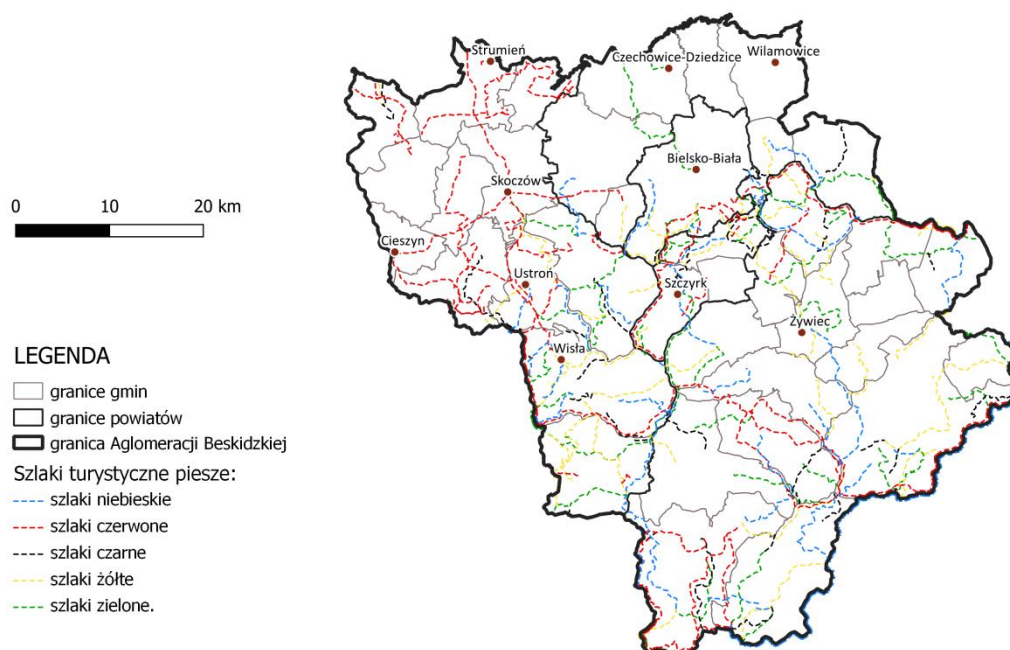 Strumień
Czechowice-Dziedzice
Wilamowice
Bielsko-Biała
Skoczów
Cieszyn
Ustroń
Szczyrk
Żywiec
Wisła
0 10 20 km
LEGENDA
granice gmin
granice powiatów
granica Aglomeracji Beskidzkiej
Szlaki turystyczne piesze:
szlaki niebieskie
szlaki czerwone
szlaki czarne
szlaki żółte
szlaki zielone.